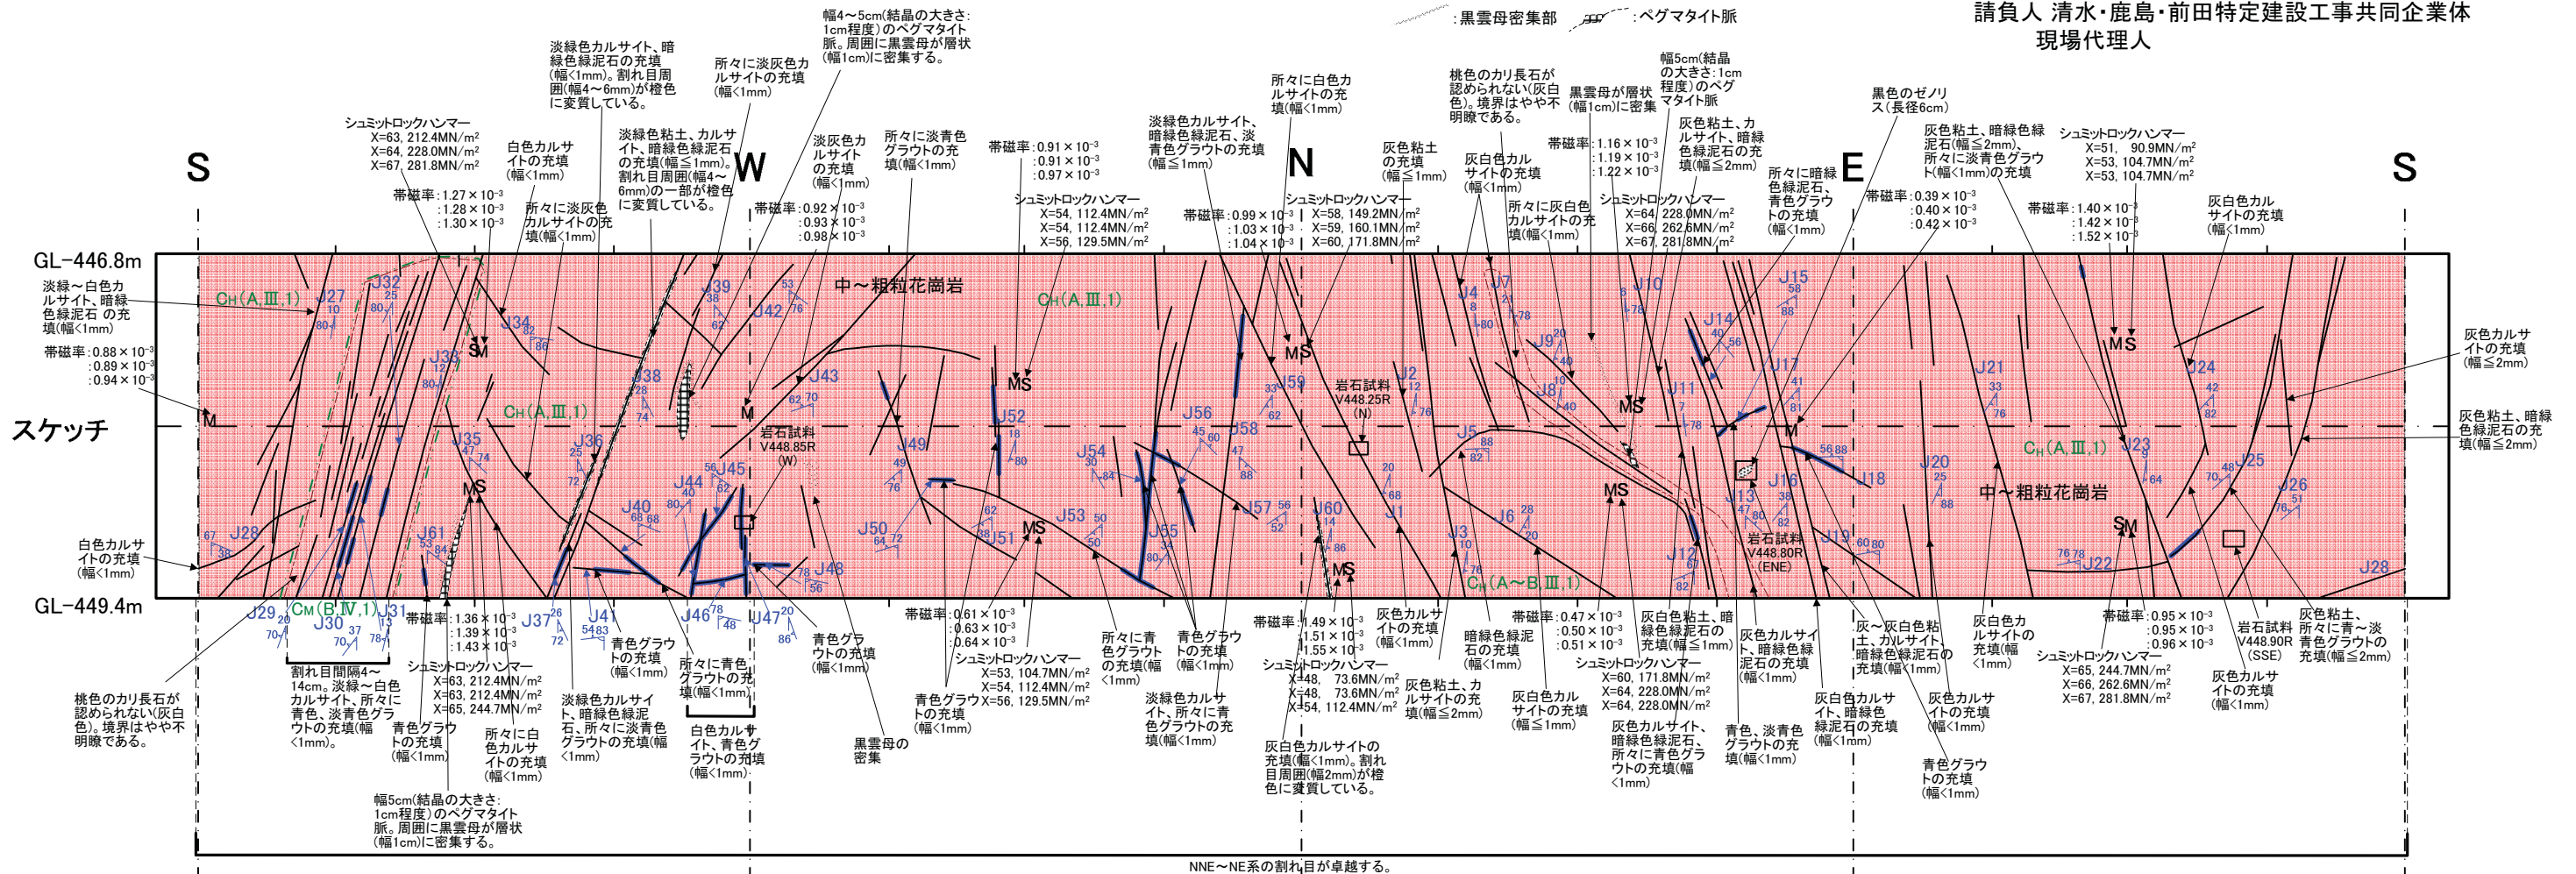 :黒雲母密集部
:ペグマタイト脈
請負人 清水・鹿島・前田特定建設工事共同企業体
現場代理人
幅4～5cm(結晶の大きさ:
1cm程度)のペグマタイト
脈。周囲に黒雲母が層状
(幅1cm)に密集する。
淡緑色カルサイト、暗
緑色緑泥石の充填
(幅<1mm)。割れ目周
囲(幅4～6mm)が橙色
に変質している。
所々に淡灰色カ
ルサイトの充填
(幅<1mm)
シュミットロックハンマー
X=63, 212.4MN/m²
X=64, 228.0MN/m²
X=67, 281.8MN/m²
白色カルサ
イトの充填
(幅<1mm)
淡緑色粘土、カルサ
イト、暗緑色緑泥石
の充填(幅≦1mm)。
割れ目周囲(幅4～
6mm)の一部が橙色
に変質している。
淡灰色カ
ルサイト
の充填
(幅<1mm)
所々に淡青色
グラウトの充
填(幅<1mm)
帯磁率:0.91×10⁻³
:0.91×10⁻³
:0.97×10⁻³
淡緑色カルサイト、
暗緑色緑泥石、淡
青色グラウトの充填
(幅≦1mm)
所々に白色カ
ルサイトの充
填(幅<1mm)
灰色粘土
の充填
(幅≦1mm)
桃色のカリ長石が
認められない(灰白
色)。境界はやや不
明瞭である。
黒雲母が層状
(幅1cm)に密集
幅5cm(結晶
の大きさ:1cm
程度)のペグ
マタイト脈
灰白色カル
サイトの充填
(幅<1mm)
帯磁率:1.16×10⁻³
:1.19×10⁻³
:1.22×10⁻³
灰色粘土、カ
ルサイト、暗緑
色緑泥石の充
填(幅≦2mm)
黒色のゼノリ
ス(長径6cm)
灰色粘土、暗緑色緑
泥石(幅≦2mm)、
所々に淡青色グラウ
ト(幅<1mm)の充填
シュミットロックハンマー
X=51, 90.9MN/m²
X=53, 104.7MN/m²
X=53, 104.7MN/m²
S
W
N
E
S
帯磁率:1.27×10⁻³
:1.28×10⁻³
:1.30×10⁻³
所々に淡灰色
カルサイトの充
填(幅<1mm)
帯磁率:0.92×10⁻³
:0.93×10⁻³
:0.98×10⁻³
シュミットロックハンマー
X=54, 112.4MN/m²
X=54, 112.4MN/m²
X=56, 129.5MN/m²
帯磁率:0.99×10⁻³
:1.03×10⁻³
:1.04×10⁻³
シュミットロックハンマー
X=58, 149.2MN/m²
X=59, 160.1MN/m²
X=60, 171.8MN/m²
所々に灰白色
カルサイトの充
填(幅<1mm)
シュミットロックハンマー
X=64, 228.0MN/m²
X=66, 262.6MN/m²
X=67, 281.8MN/m²
所々に暗緑
色緑泥石、
青色グラウ
トの充填
(幅<1mm)
帯磁率:0.39×10⁻³
:0.40×10⁻³
:0.42×10⁻³
帯磁率:1.40×10⁻³
:1.42×10⁻³
:1.52×10⁻³
灰白色カル
サイトの充填
(幅<1mm)
GL-446.8m
淡緑～白色カ
ルサイト、暗緑
色緑泥石 の充
填(幅<1mm)
帯磁率:0.88×10⁻³
:0.89×10⁻³
:0.94×10⁻³
スケッチ
白色カルサ
イトの充填
(幅<1mm)
GL-449.4m
CH(A,Ⅲ,1)
CH(A,Ⅲ,1)
中～粗粒花崗岩
CH(A,Ⅲ,1)
CH(A～B,Ⅲ,1)
CH(A,Ⅲ,1)
中～粗粒花崗岩
CM(B,Ⅳ,1)
岩石試料
V448.85R
(W)
岩石試料
V448.25R
(N)
岩石試料
V448.80R
(ENE)
J27
J32
J33
J34
J35
J36
J38
J39
J42
J43
J40
J44
J45
J28
J61
J49
J50
J51
J52
J53
J54
J55
J56
J57
J58
J59
J60
J48
J1
J2
J3
J4
J5
J6
J7
J8
J9
J10
J11
J12
J13
J14
J15
J16
J17
J18
J19
J20
J21
J22
J23
J24
J25
J26
J28
J29
J30
J31
J37
J41
J46
J47
灰色カルサ
イトの充填
(幅≦2mm)
灰色粘土、暗緑
色緑泥石の充
填(幅≦2mm)
桃色のカリ長石が
認められない(灰白
色)。境界はやや不
明瞭である。
割れ目間隔4～
14cm。淡緑～白色
カルサイト、所々に
青色、淡青色グラ
ウトの充填(幅
<1mm)。
帯磁率:1.36×10⁻³
:1.39×10⁻³
:1.43×10⁻³
シュミットロックハンマー
X=63, 212.4MN/m²
X=63, 212.4MN/m²
X=65, 244.7MN/m²
青色グラウ
トの充填
(幅<1mm)
所々に白
色カルサ
イトの充填
(幅<1mm)
幅5cm(結晶の大きさ:
1cm程度)のペグマタイト
脈。周囲に黒雲母が層状
(幅1cm)に密集する。
淡緑色カルサイ
ト、暗緑色緑泥
石、所々に淡青色
グラウトの充填(幅
<1mm)
青色グラウ
トの充填
(幅<1mm)
所々に青色
グラウトの充
填(幅<1mm)
白色カルサ
イト、青色グ
ラウトの充填
(幅<1mm)
青色グラ
ウトの充填
(幅<1mm)
黒雲母の
密集
帯磁率:0.61×10⁻³
:0.63×10⁻³
:0.64×10⁻³
シュミットロックハンマー
X=53, 104.7MN/m²
X=54, 112.4MN/m²
X=56, 129.5MN/m²
青色グラウ
トの充填
(幅<1mm)
所々に青
色グラウト
の充填(幅
<1mm)
青色グラウ
トの充填
(幅<1mm)
淡緑色カルサ
イト、所々に青
色グラウトの充
填(幅<1mm)
帯磁率:1.49×10⁻³
:1.51×10⁻³
:1.55×10⁻³
シュミットロックハンマー
X=48, 73.6MN/m²
X=48, 73.6MN/m²
X=54, 112.4MN/m²
灰白色カルサイトの
充填(幅<1mm)。割れ
目周囲(幅2mm)が橙
色に変質している。
灰色カルサ
イトの充填
(幅<1mm)
灰色粘土、カ
ルサイトの充
填(幅≦2mm)
暗緑色緑泥
石の充填
(幅<1mm)
灰白色カル
サイトの充填
(幅≦1mm)
帯磁率:0.47×10⁻³
:0.50×10⁻³
:0.51×10⁻³
シュミットロックハンマー
X=60, 171.8MN/m²
X=64, 228.0MN/m²
X=64, 228.0MN/m²
灰白色粘土、暗
緑色緑泥石の
充填(幅≦1mm)
灰色カルサイト、
暗緑色緑泥石、
所々に青色グラ
ウトの充填(幅
<1mm)
灰色カルサイ
ト、暗緑色緑
泥石の充填
(幅<1mm)
青色、淡青色
グラウトの充
填(幅<1mm)
灰～灰白色粘
土、カルサイト、
暗緑色緑泥石の
充填(幅<1mm)
灰白色カルサ
イト、暗緑色
緑泥石の充填
(幅<1mm)
青色グラウ
トの充填
(幅<1mm)
灰色カルサ
イトの充填
(幅<1mm)
灰白色カ
ルサイトの
充填(幅
<1mm)
帯磁率:0.95×10⁻³
:0.95×10⁻³
:0.96×10⁻³
シュミットロックハンマー
X=65, 244.7MN/m²
X=66, 262.6MN/m²
X=67, 281.8MN/m²
岩石試料
V448.90R
(SSE)
灰色カルサ
イトの充填
(幅<1mm)
灰色粘土、
所々に青～淡
青色グラウトの
充填(幅≦2mm)
NNE～NE系の割れ目が卓越する。